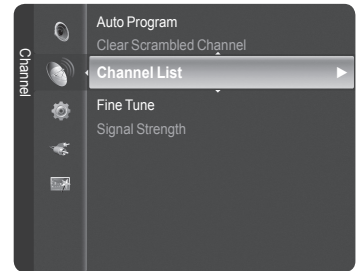 Channel
Auto Program
Clear Scrambled Channel
Channel List
Fine Tune
Signal Strength